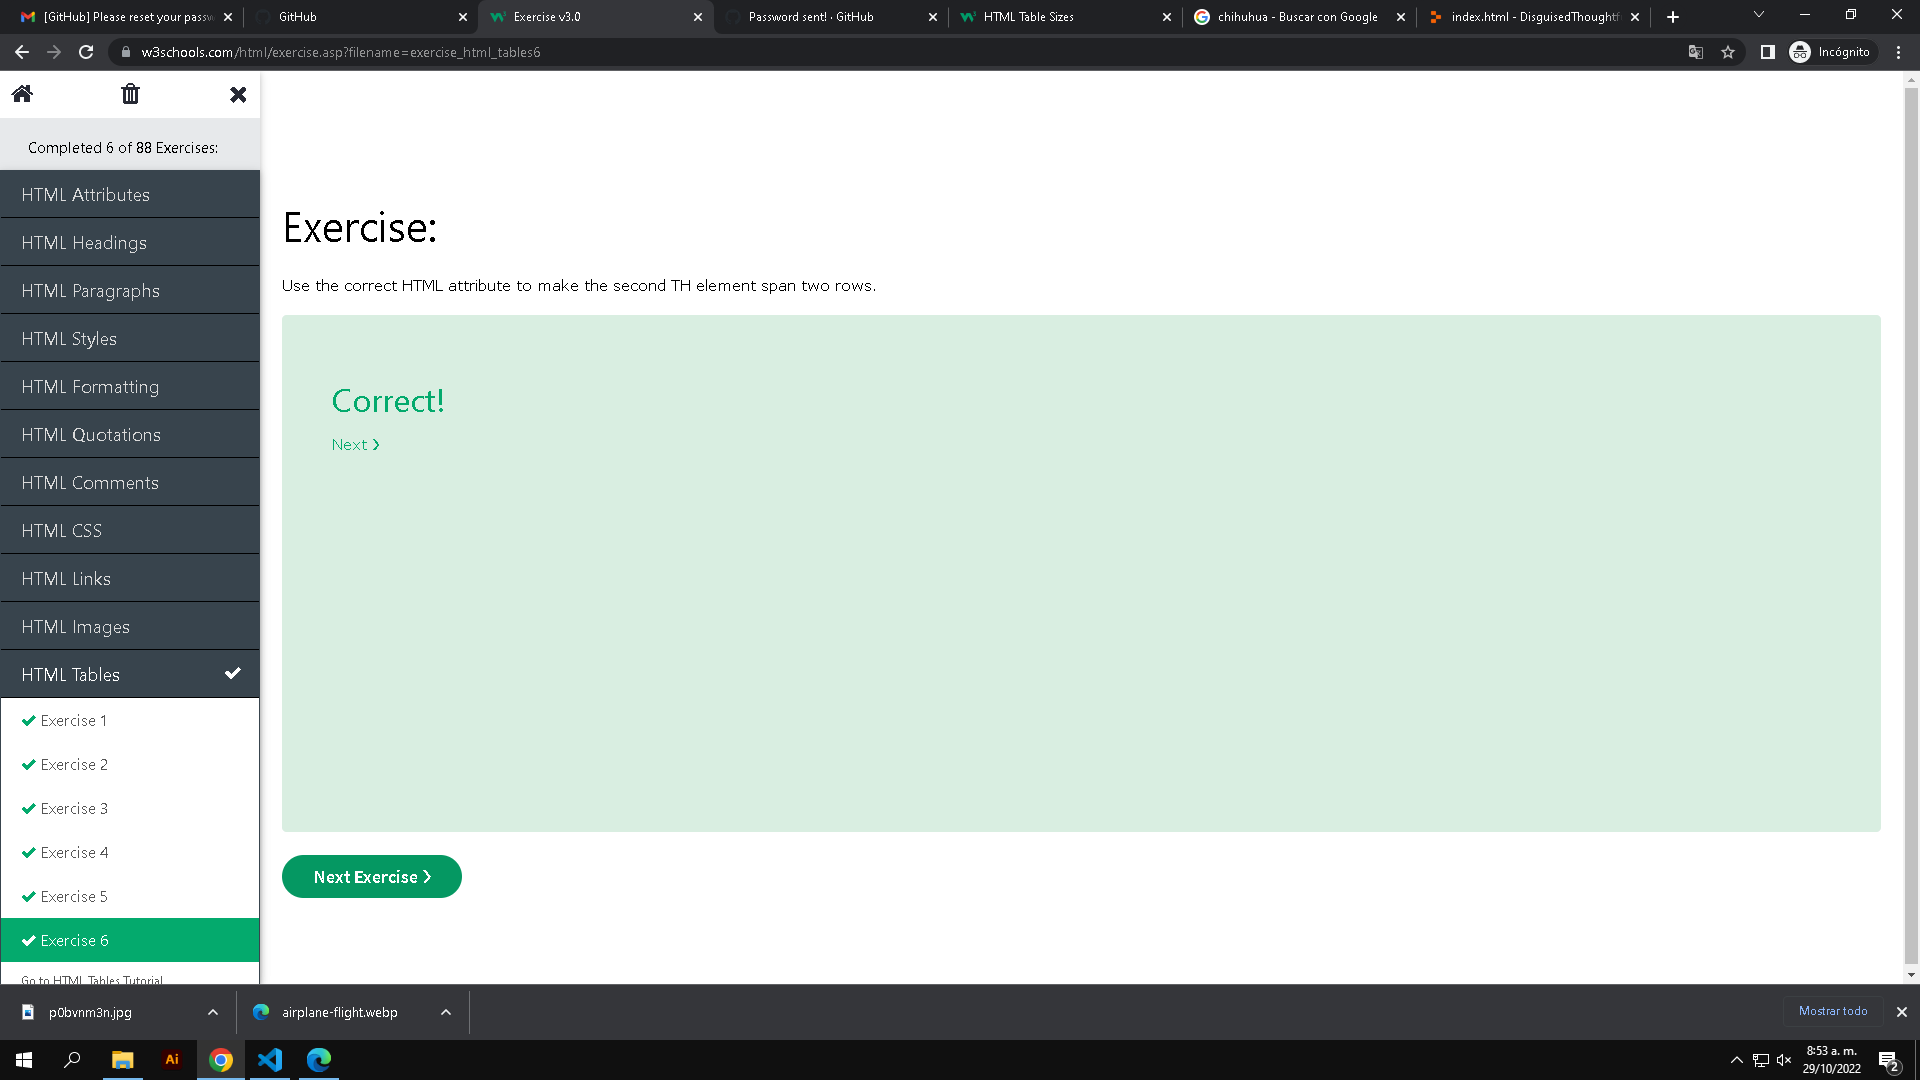 [GitHub] Please reset your passw
GitHub
Exercise v3.0
Password sent! · GitHub
HTML Table Sizes
chihuhua - Buscar con Google
index.html - DisguisedThoughtf
w3schools.com/html/exercise.asp?filename=exercise_html_tables6
Incógnito
Completed 6 of 88 Exercises:
HTML Attributes
HTML Headings
HTML Paragraphs
HTML Styles
HTML Formatting
HTML Quotations
HTML Comments
HTML CSS
HTML Links
HTML Images
HTML Tables
Exercise 1
Exercise 2
Exercise 3
Exercise 4
Exercise 5
Exercise 6
Go to HTML Tables Tutorial
Exercise:
Use the correct HTML attribute to make the second TH element span two rows.
Correct!
Next ❯
Next Exercise ❯
p0bvnm3n.jpg
airplane-flight.webp
Mostrar todo
Ai
8:53 a. m.
29/10/2022
2